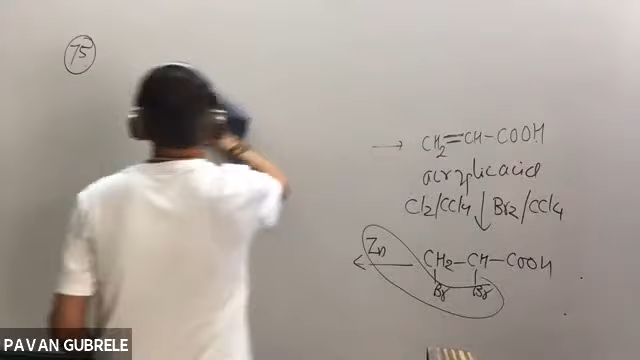 75
→ CH2=CH-COOH
acrylic acid
Cl2/CCl4 ↓ Br2/CCl4
← Zn CH2-CH-COOH
Br Br
PAVAN GUBRELE